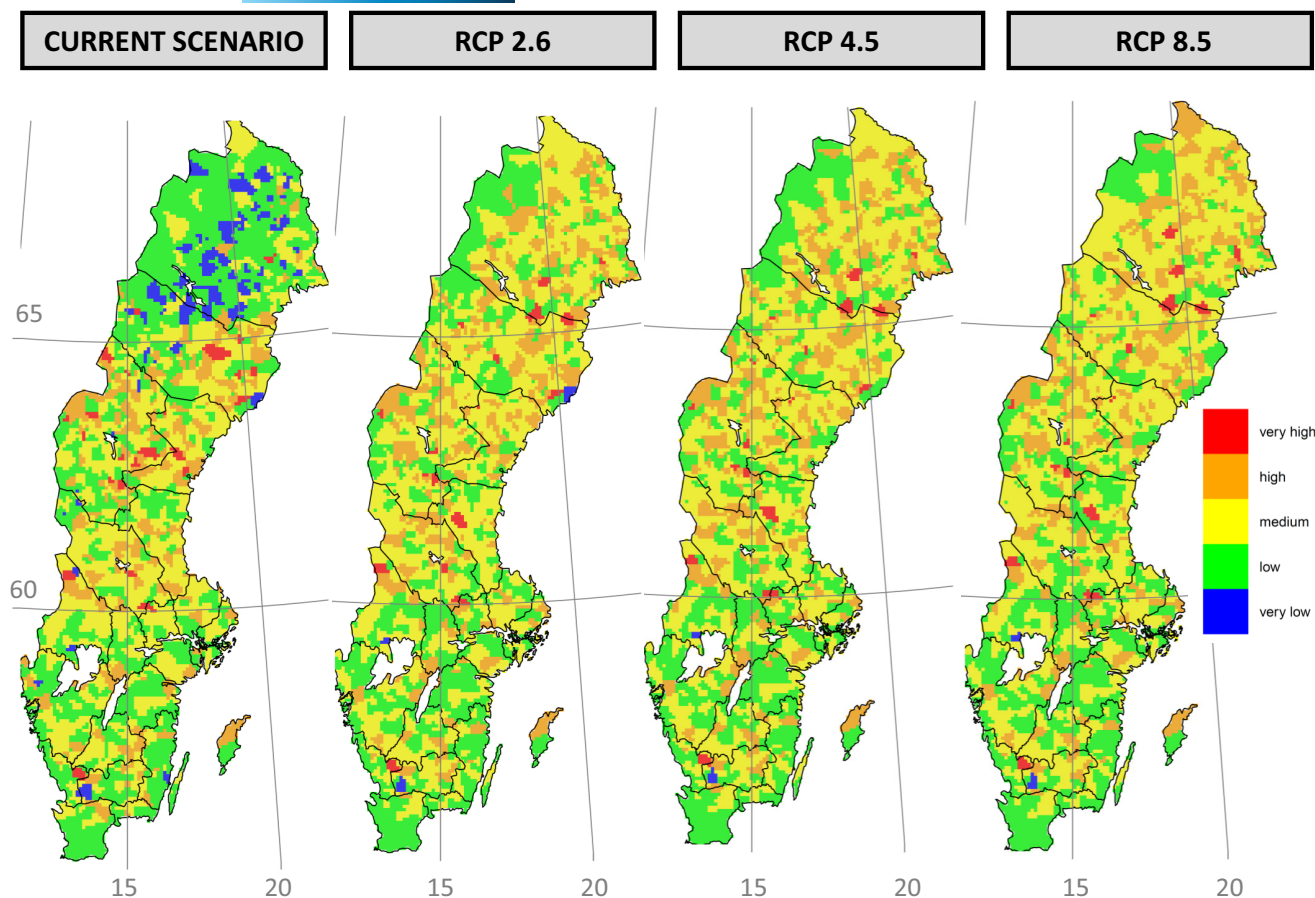 CURRENT SCENARIO
RCP 2.6
RCP 4.5
RCP 8.5
65
60
very high
high
medium
low
very low
15
20
15
20
15
20
15
20